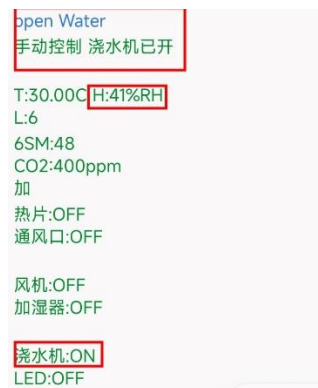 open Water
手动控制 浇水机已开
T:30.00C H:41%RH
L:6
6SM:48
CO2:400ppm
加
热片:OFF
通风口:OFF
风机:OFF
加湿器:OFF
浇水机:ON
LED:OFF